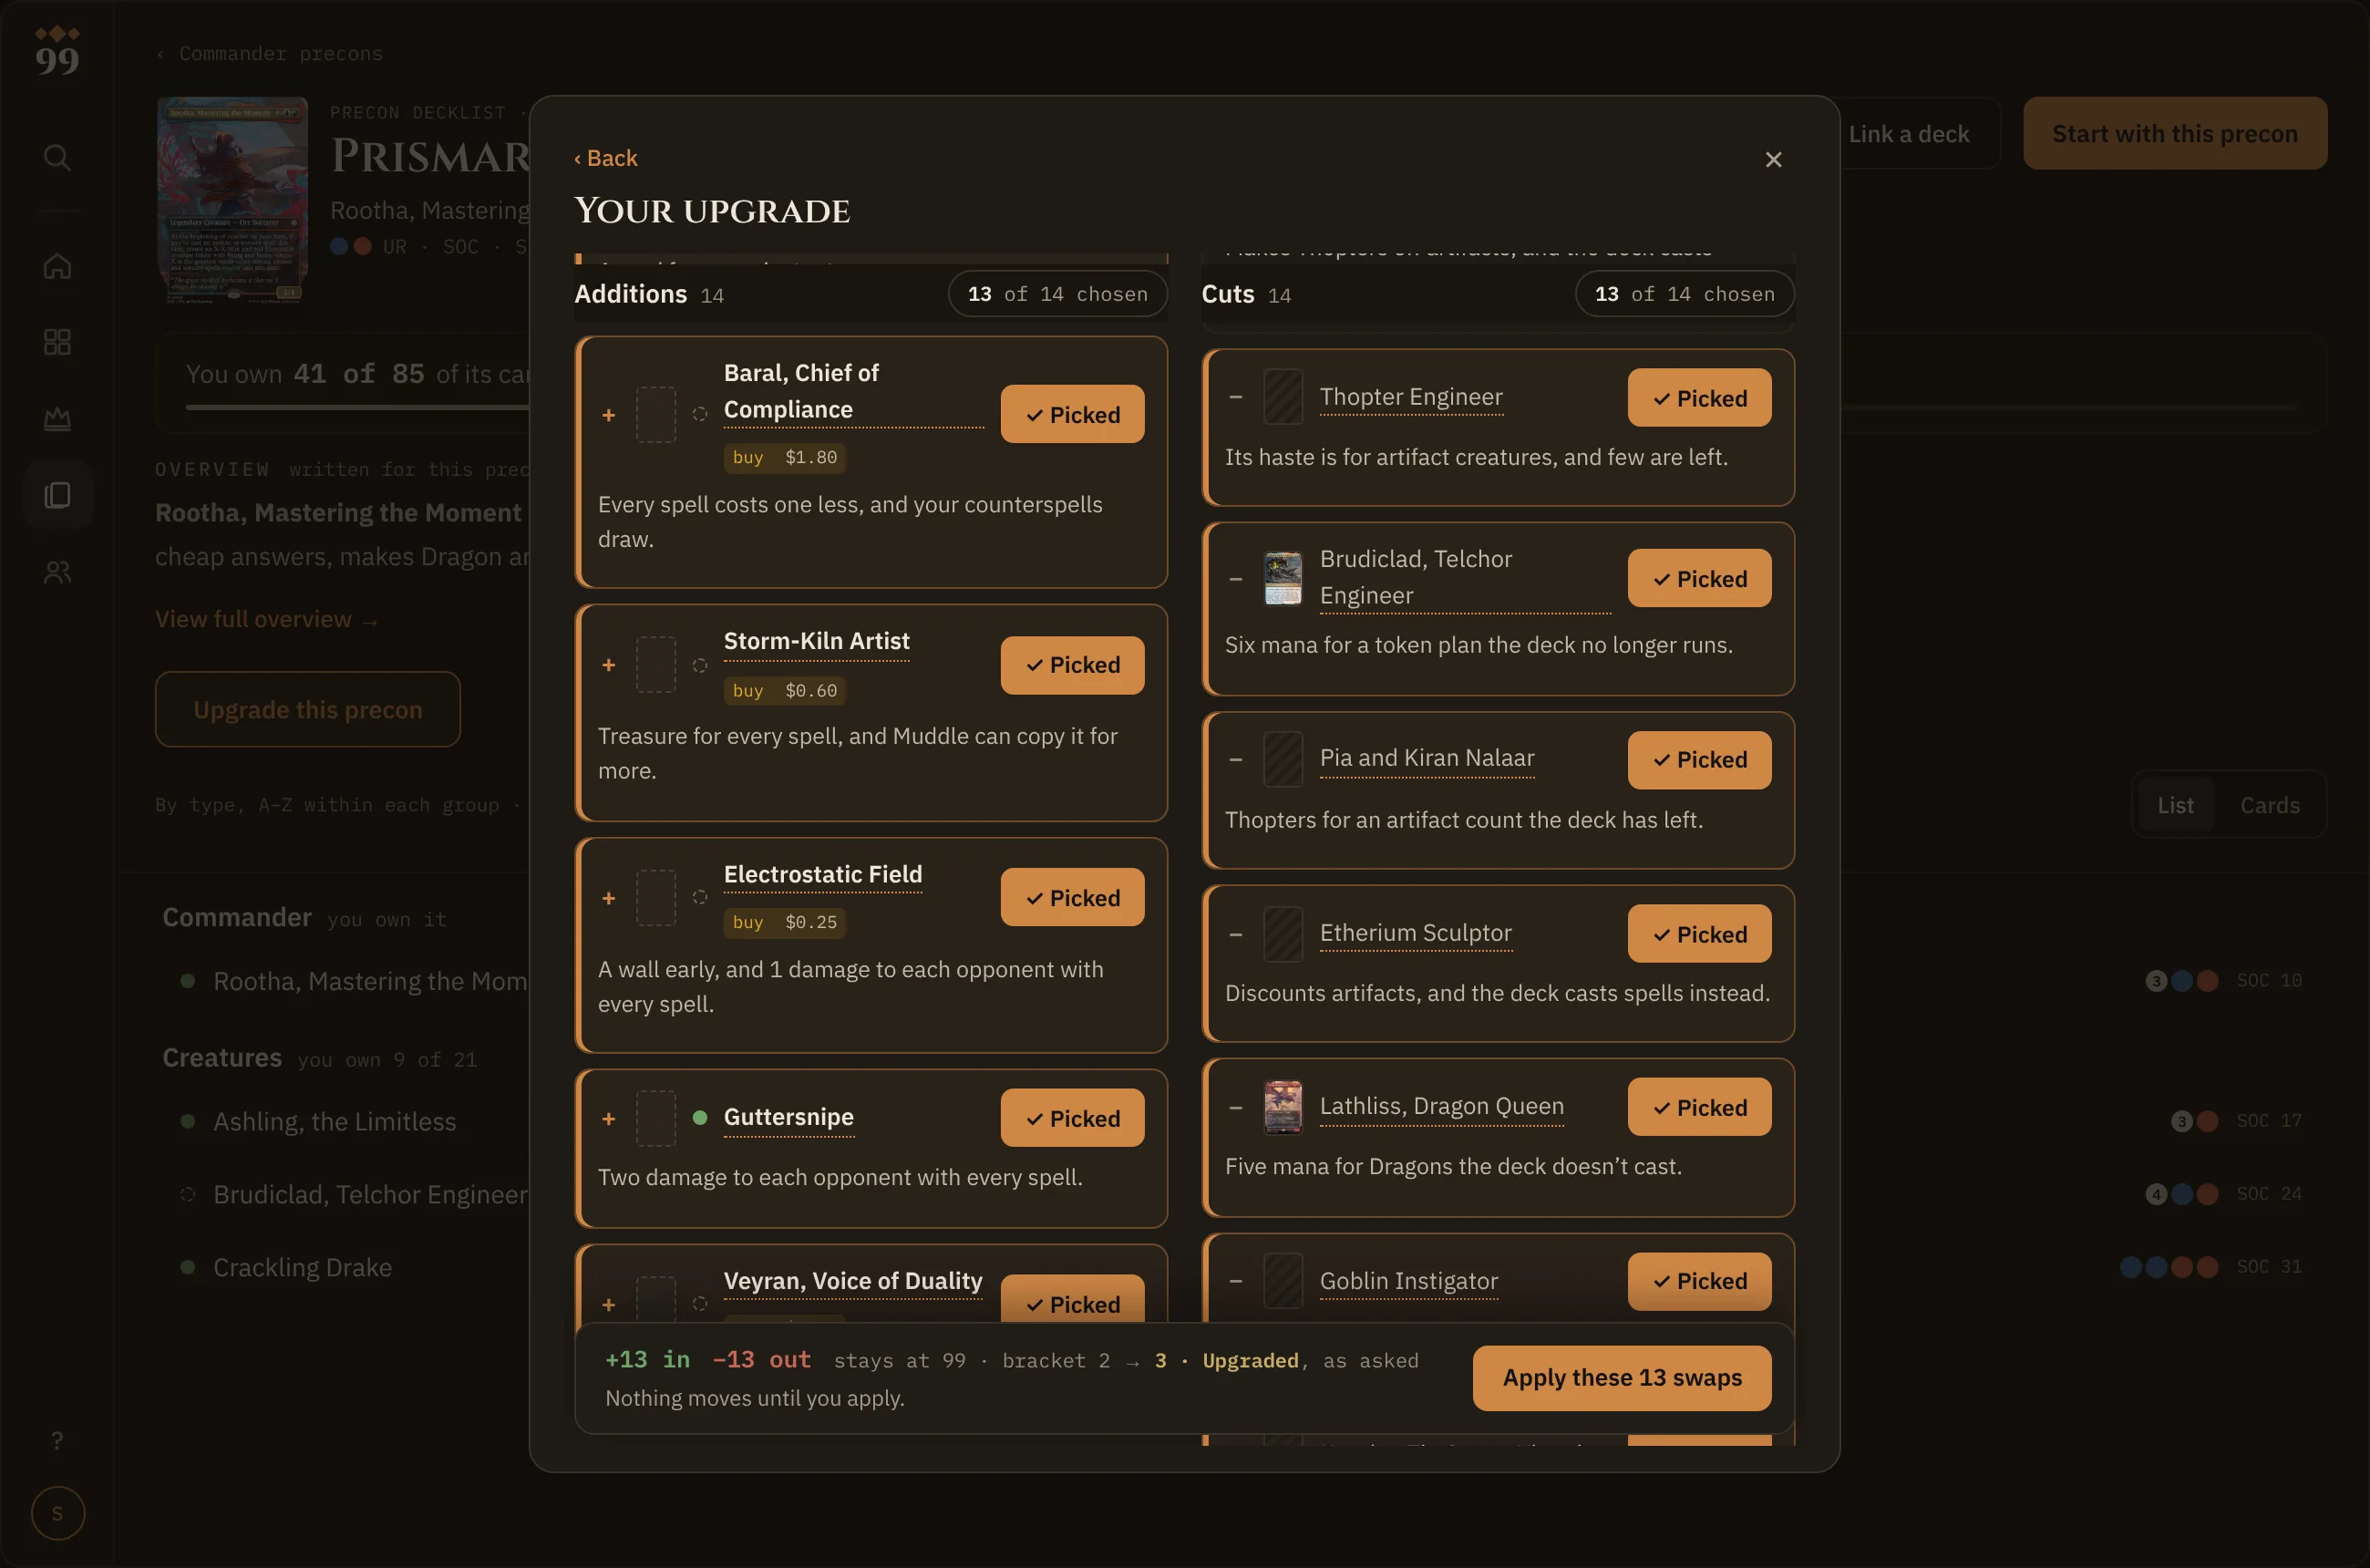 99
‹ Commander precons
PRECON DECKLIST ·
PRISMAR
Rootha, Mastering
UR · SOC · S
Link a deck
Start with this precon
You own 41 of 85 of its car
OVERVIEW written for this prec
Rootha, Mastering the Moment
cheap answers, makes Dragon ar
View full overview →
Upgrade this precon
By type, A–Z within each group ·
List
Cards
Commander you own it
Rootha, Mastering the Mom
3
SOC 10
Creatures you own 9 of 21
Ashling, the Limitless
3
SOC 17
Brudiclad, Telchor Engineer
4
SOC 24
Crackling Drake
SOC 31
?
S
‹ Back
×
YOUR UPGRADE
Additions 14
13 of 14 chosen
+
Baral, Chief of
Compliance
buy $1.80
✓ Picked
Every spell costs one less, and your counterspells
draw.
+
Storm-Kiln Artist
buy $0.60
✓ Picked
Treasure for every spell, and Muddle can copy it for
more.
+
Electrostatic Field
buy $0.25
✓ Picked
A wall early, and 1 damage to each opponent with
every spell.
+
Guttersnipe
✓ Picked
Two damage to each opponent with every spell.
+
Veyran, Voice of Duality
✓ Picked
Cuts 14
13 of 14 chosen
–
Thopter Engineer
✓ Picked
Its haste is for artifact creatures, and few are left.
–
Brudiclad, Telchor
Engineer
✓ Picked
Six mana for a token plan the deck no longer runs.
–
Pia and Kiran Nalaar
✓ Picked
Thopters for an artifact count the deck has left.
–
Etherium Sculptor
✓ Picked
Discounts artifacts, and the deck casts spells instead.
–
Lathliss, Dragon Queen
✓ Picked
Five mana for Dragons the deck doesn’t cast.
–
Goblin Instigator
✓ Picked
+13 in −13 out stays at 99 · bracket 2 → 3 · Upgraded, as asked
Nothing moves until you apply.
Apply these 13 swaps